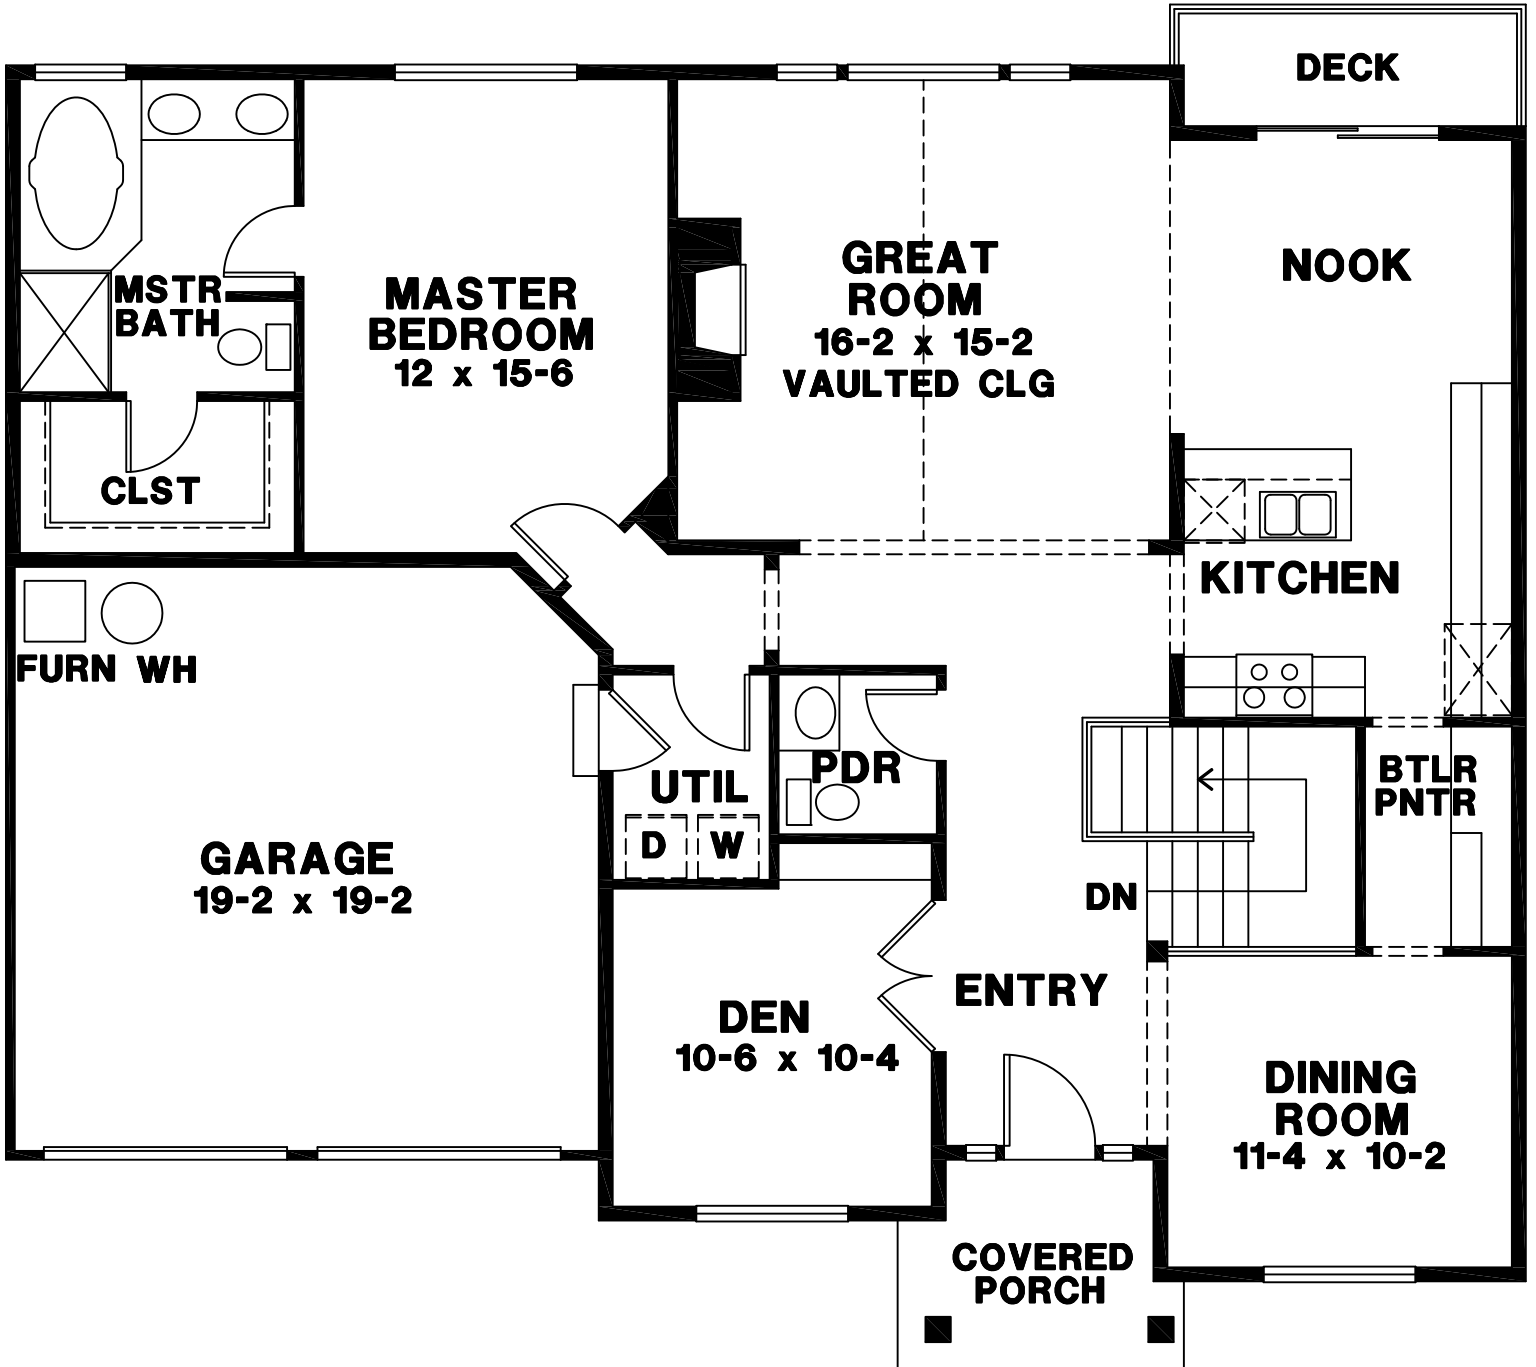 DECK
MSTR
BATH
MASTER
BEDROOM
12 x 15-6
GREAT
ROOM
16-2 x 15-2
VAULTED CLG
NOOK
CLST
KITCHEN
FURN WH
UTIL
D W
PDR
BTLR
PNTR
GARAGE
19-2 x 19-2
DN
DEN
10-6 x 10-4
ENTRY
DINING
ROOM
11-4 x 10-2
COVERED
PORCH